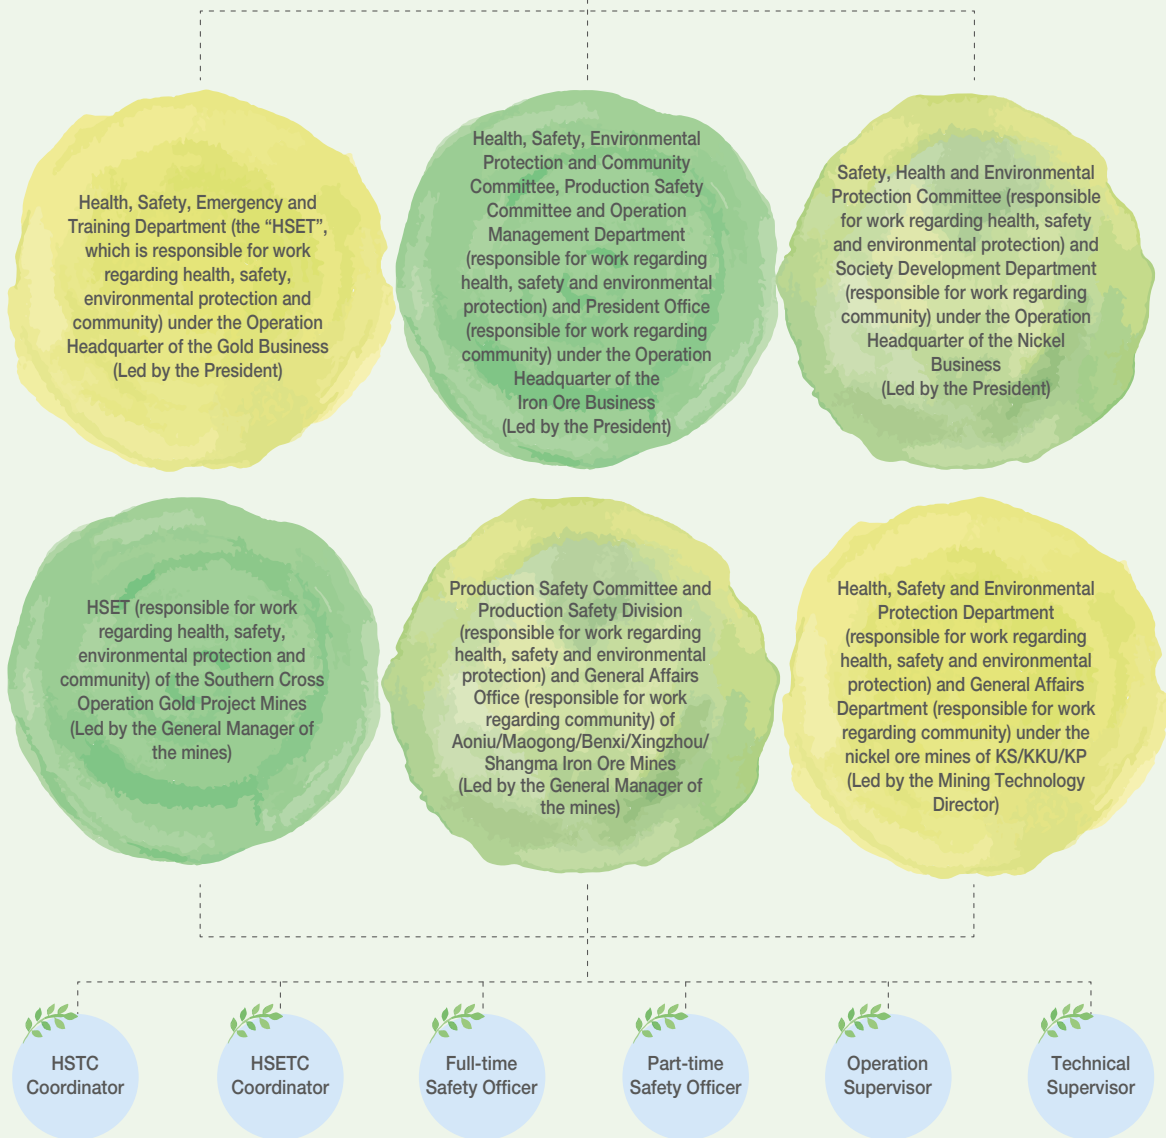 Health, Safety, Emergency and
Training Department (the “HSET”,
which is responsible for work
regarding health, safety,
environmental protection and
community) under the Operation
Headquarter of the Gold Business
(Led by the President)
Health, Safety, Environmental
Protection and Community
Committee, Production Safety
Committee and Operation
Management Department
(responsible for work regarding
health, safety and environmental
protection) and President Office
(responsible for work regarding
community) under the Operation
Headquarter of the
Iron Ore Business
(Led by the President)
Safety, Health and Environmental
Protection Committee (responsible
for work regarding health, safety
and environmental protection) and
Society Development Department
(responsible for work regarding
community) under the Operation
Headquarter of the Nickel
Business
(Led by the President)
HSET (responsible for work
regarding health, safety,
environmental protection and
community) of the Southern Cross
Operation Gold Project Mines
(Led by the General Manager of
the mines)
Production Safety Committee and
Production Safety Division
(responsible for work regarding
health, safety and environmental
protection) and General Affairs
Office (responsible for work
regarding community) of
Aoniu/Maogong/Benxi/Xingzhou/
Shangma Iron Ore Mines
(Led by the General Manager of
the mines)
Health, Safety and Environmental
Protection Department
(responsible for work regarding
health, safety and environmental
protection) and General Affairs
Department (responsible for work
regarding community) under the
nickel ore mines of KS/KKU/KP
(Led by the Mining Technology
Director)
HSTC
Coordinator
HSETC
Coordinator
Full-time
Safety Officer
Part-time
Safety Officer
Operation
Supervisor
Technical
Supervisor